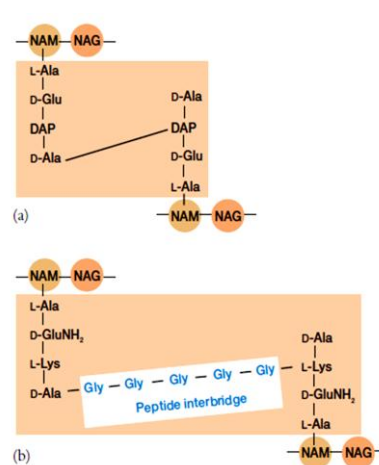 NAM NAG
L-Ala
D-Glu
DAP
D-Ala
D-Ala
DAP
D-Glu
L-Ala
NAM NAG
(a)
NAM NAG
L-Ala
D-GluNH2
L-Lys
D-Ala
Gly — Gly — Gly — Gly — Gly
Peptide interbridge
D-Ala
L-Lys
D-GluNH2
L-Ala
NAM NAG
(b)